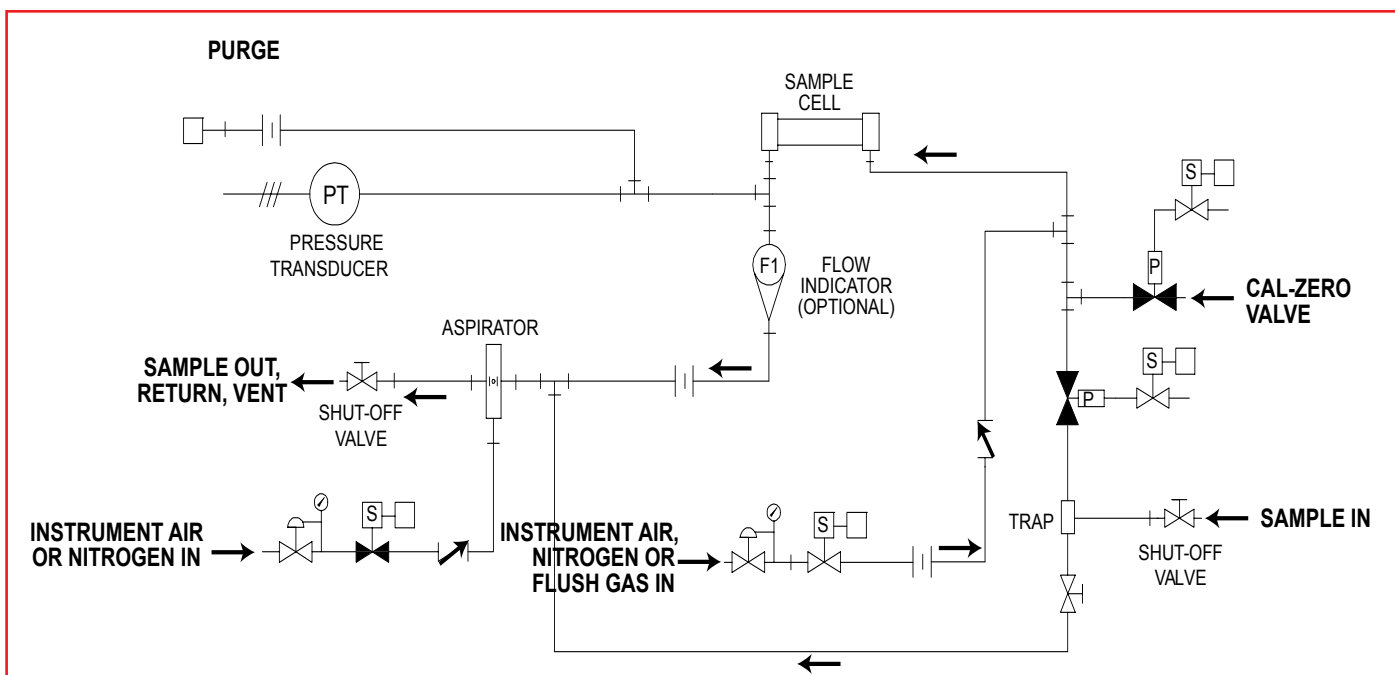 PURGE
SAMPLE
CELL
S
PT
PRESSURE
TRANSDUCER
F1
FLOW
INDICATOR
(OPTIONAL)
P
CAL-ZERO
VALVE
ASPIRATOR
SAMPLE OUT,
RETURN, VENT
SHUT-OFF
VALVE
S
P
INSTRUMENT AIR
OR NITROGEN IN
S
INSTRUMENT AIR,
NITROGEN OR
FLUSH GAS IN
S
TRAP
SAMPLE IN
SHUT-OFF
VALVE